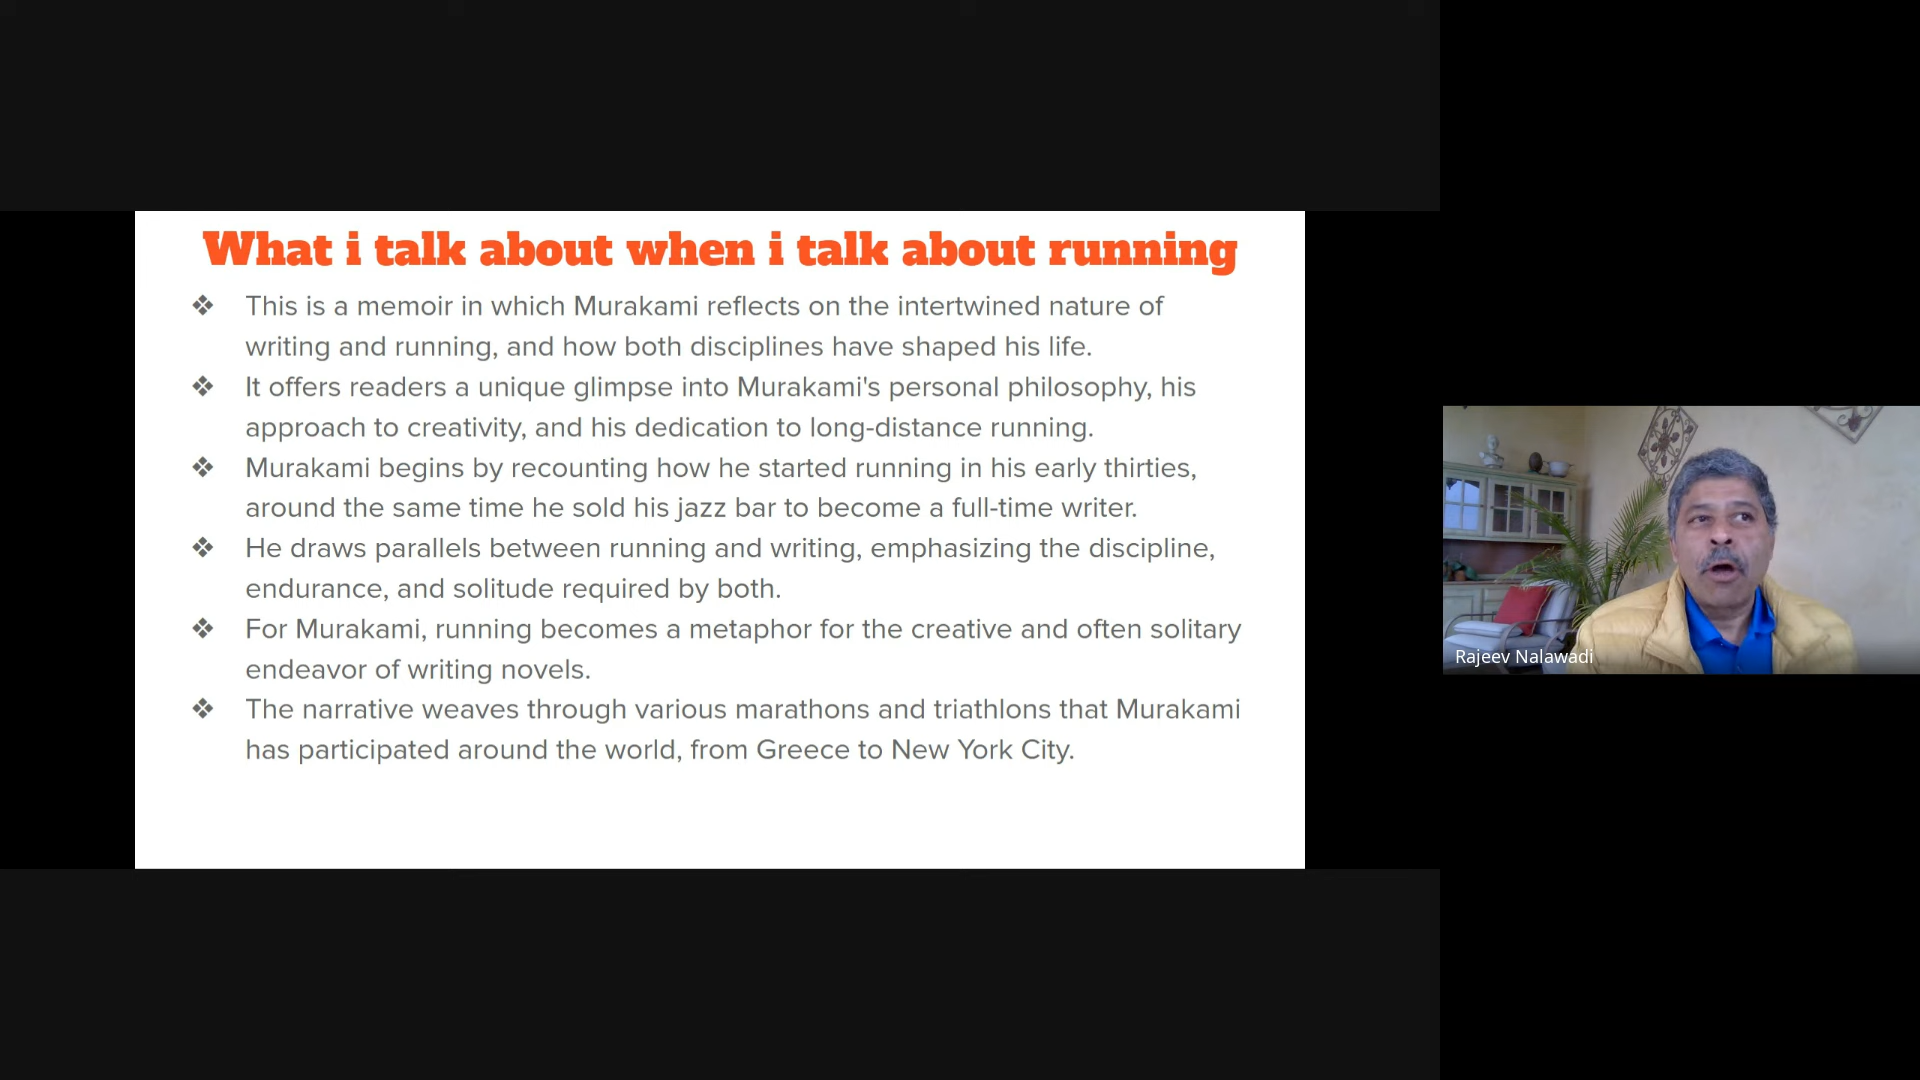 What i talk about when i talk about running
❖ This is a memoir in which Murakami reflects on the intertwined nature of
writing and running, and how both disciplines have shaped his life.
❖ It offers readers a unique glimpse into Murakami's personal philosophy, his
approach to creativity, and his dedication to long-distance running.
❖ Murakami begins by recounting how he started running in his early thirties,
around the same time he sold his jazz bar to become a full-time writer.
❖ He draws parallels between running and writing, emphasizing the discipline,
endurance, and solitude required by both.
❖ For Murakami, running becomes a metaphor for the creative and often solitary
endeavor of writing novels.
❖ The narrative weaves through various marathons and triathlons that Murakami
has participated around the world, from Greece to New York City.
Rajeev Nalawadi